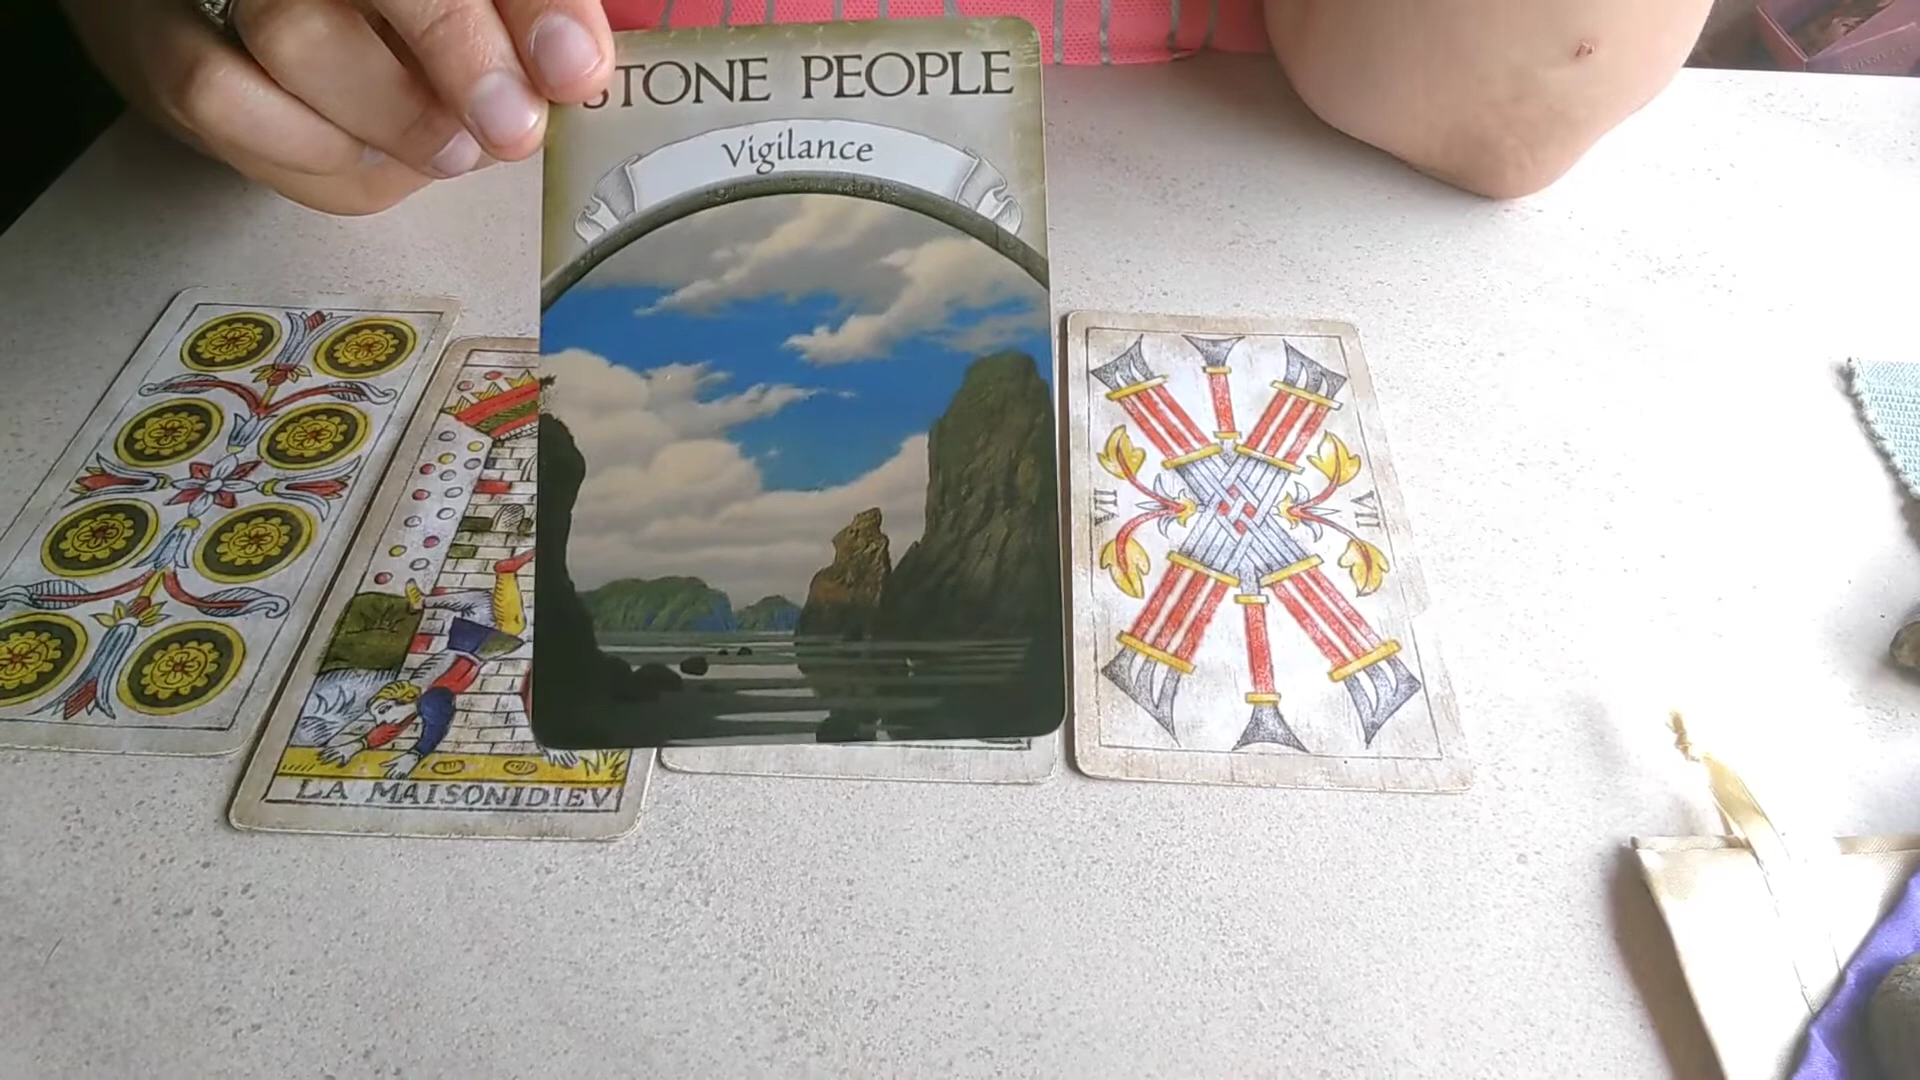 STONE PEOPLE
Vigilance
VII
VII
LA MAISONIDIEV